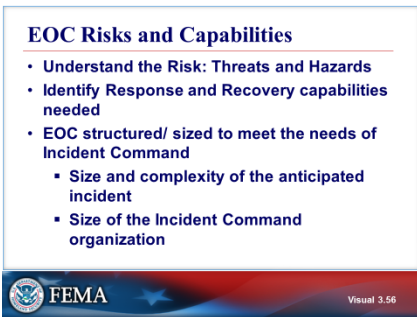 EOC Risks and Capabilities
• Understand the Risk: Threats and Hazards
• Identify Response and Recovery capabilities
needed
• EOC structured/ sized to meet the needs of
Incident Command
▪ Size and complexity of the anticipated
incident
▪ Size of the Incident Command
organization
FEMA
Visual 3.56